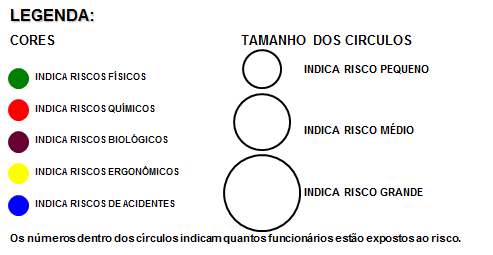 LEGENDA:
CORES
TAMANHO DOS CIRCULOS
INDICA RISCOS FÍSICOS
INDICA RISCOS QUÍMICOS
INDICA RISCOS BIOLÓGICOS
INDICA RISCOS ERGONÔMICOS
INDICA RISCOS DE ACIDENTES
INDICA RISCO PEQUENO
INDICA RISCO MÉDIO
INDICA RISCO GRANDE
Os números dentro dos círculos indicam quantos funcionários estão expostos ao risco.